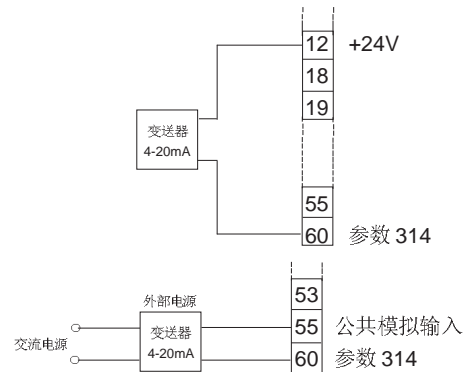 12 +24V
18
19
变送器
4-20mA
55
60 参数 314
外部电源
53
交流电源
变送器
4-20mA
55 公共模拟输入
60 参数 314